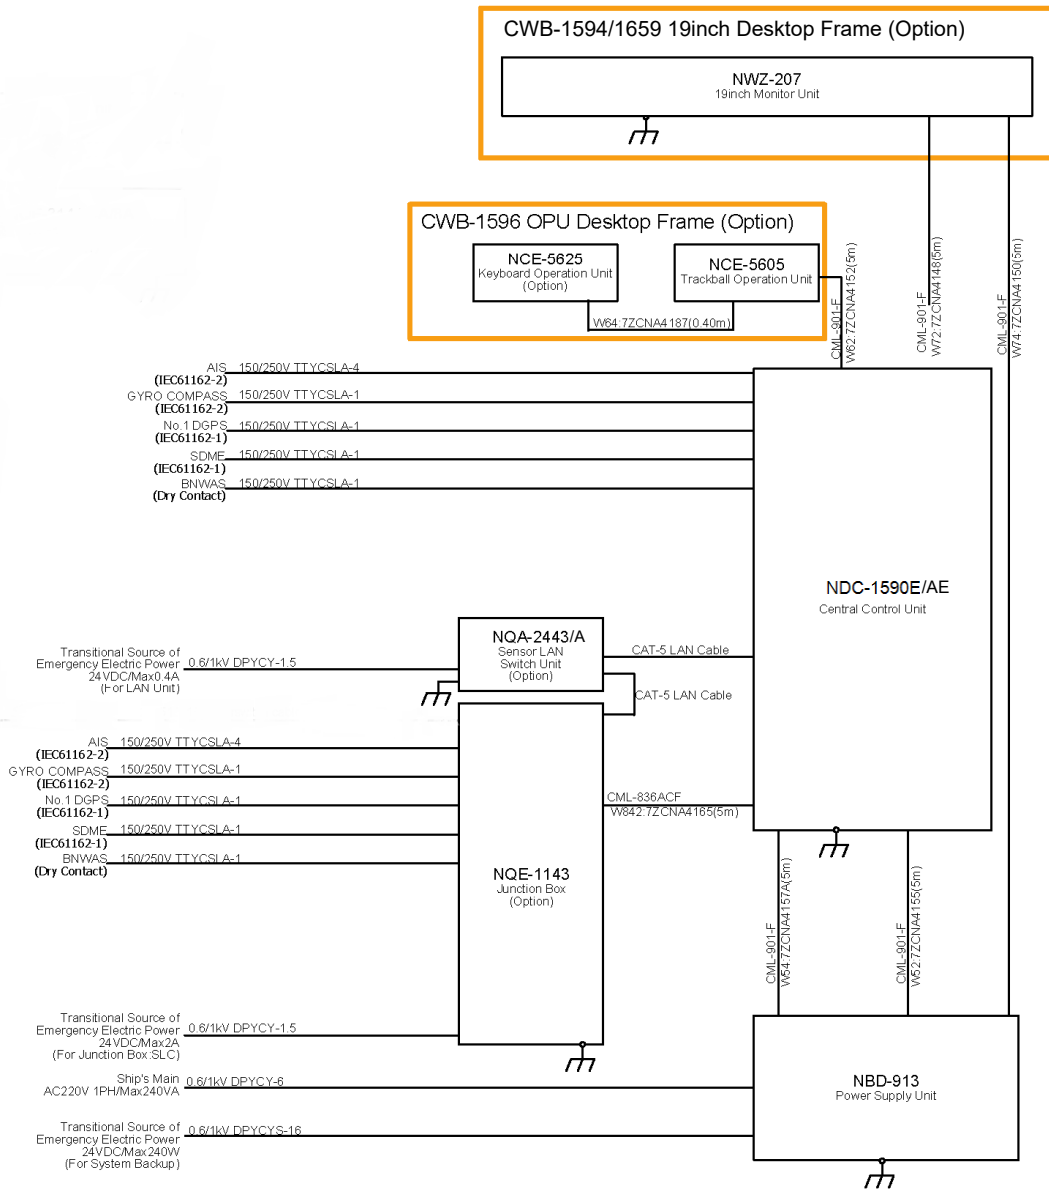 CWB-1594/1659 19inch Desktop Frame (Option)
NWZ-207
19inch Monitor Unit
CWB-1596 OPU Desktop Frame (Option)
NCE-5625
Keyboard Operation Unit
(Option)
NCE-5605
Trackball Operation Unit
W64:7ZCNA4187(0.40m)
CML-901-F
W62:7ZCNA4152(5m)
CML-901-F
W72:7ZCNA4148(5m)
CML-901-F
W74:7ZCNA4150(5m)
AIS 150/250V TTYCSLA-4
(IEC61162-2)
GYRO COMPASS 150/250V TTYCSLA-1
(IEC61162-2)
No.1 DGPS 150/250V TTYCSLA-1
(IEC61162-1)
SDME 150/250V TTYCSLA-1
(IEC61162-1)
BNWAS 150/250V TTYCSLA-1
(Dry Contact)
NDC-1590E/AE
Central Control Unit
NQA-2443/A
Sensor LAN
Switch Unit
(Option)
CAT-5 LAN Cable
CAT-5 LAN Cable
Transitional Source of
Emergency Electric Power 0.6/1kV DPYCY-1.5
24VDC/Max0.4A
(For LAN Unit)
AIS 150/250V TTYCSLA-4
(IEC61162-2)
GYRO COMPASS 150/250V TTYCSLA-1
(IEC61162-2)
No.1 DGPS 150/250V TTYCSLA-1
(IEC61162-1)
SDME 150/250V TTYCSLA-1
(IEC61162-1)
BNWAS 150/250V TTYCSLA-1
(Dry Contact)
CML-836ACF
W842:7ZCNA4165(5m)
NQE-1143
Junction Box
(Option)
CML-901-F
W54:7ZCNA4157A(5m)
CML-901-F
W52:7ZCNA4155(5m)
Transitional Source of
Emergency Electric Power 0.6/1kV DPYCY-1.5
24VDC/Max2A
(For Junction Box:SLC)
Ship's Main 0.6/1kV DPYCY-6
AC220V 1PH/Max240VA
NBD-913
Power Supply Unit
Transitional Source of 0.6/1kV DPYCYS-16
Emergency Electric Power
24VDC/Max240W
(For System Backup)